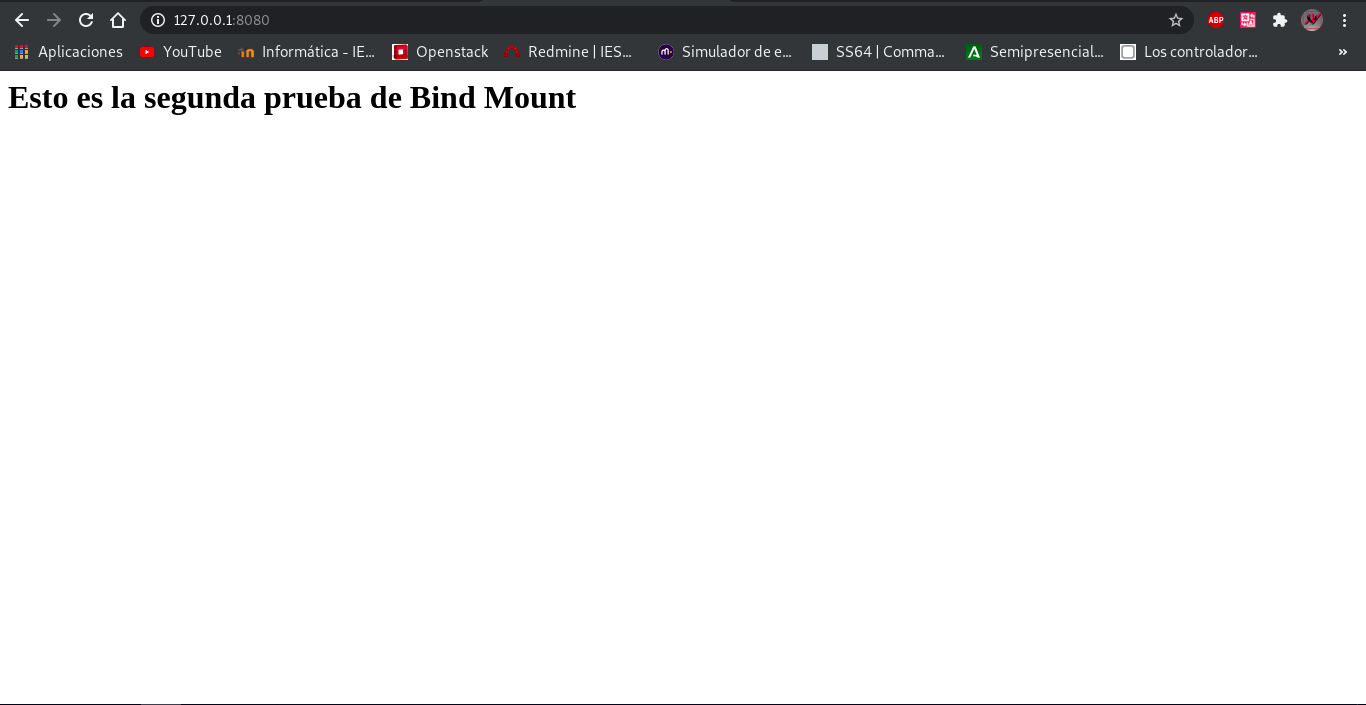 127.0.0.1:8080
ABP
Aplicaciones YouTube Informática - IE... Openstack Redmine | IES... Simulador de e... SS64 | Comma... Semipresencial... Los controlador... »
Esto es la segunda prueba de Bind Mount